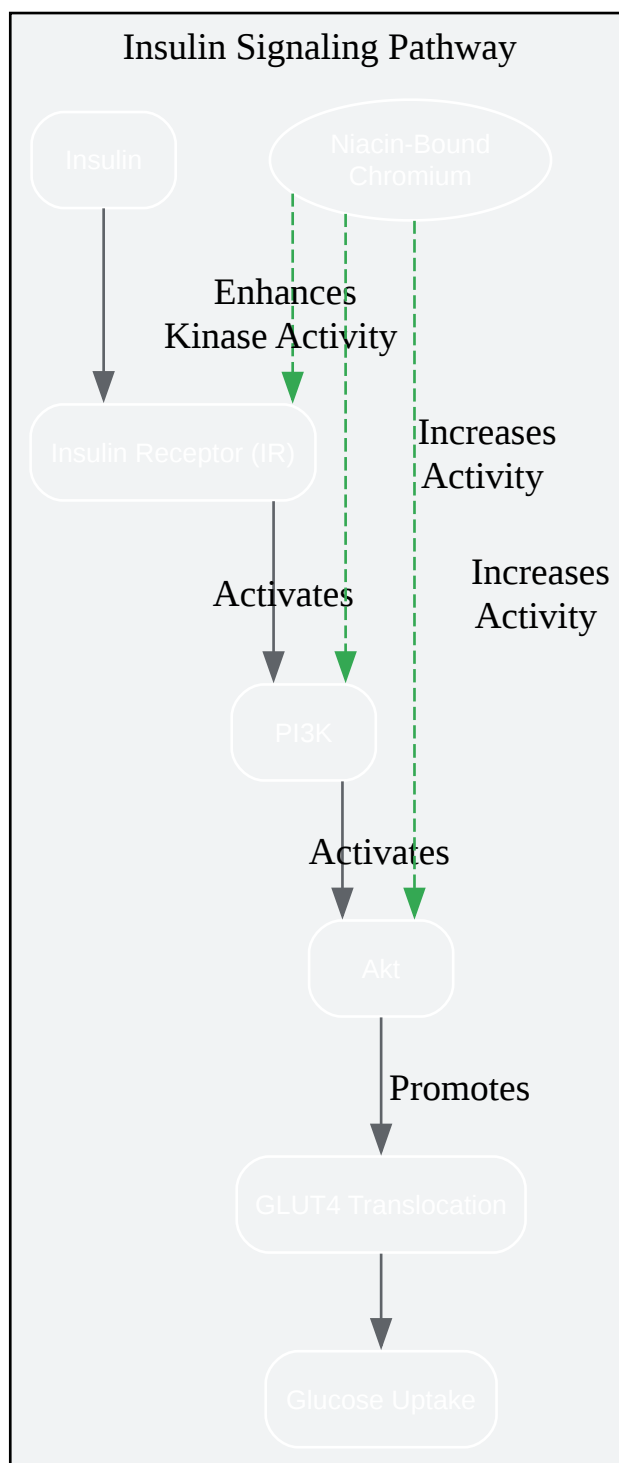 Insulin Signaling Pathway
Insulin
Niacin-Bound
Chromium
Enhances
Kinase Activity
Increases
Activity
Insulin Receptor (IR)
Increases
Activity
Activates
PI3K
Activates
Akt
Promotes
GLUT4 Translocation
Glucose Uptake